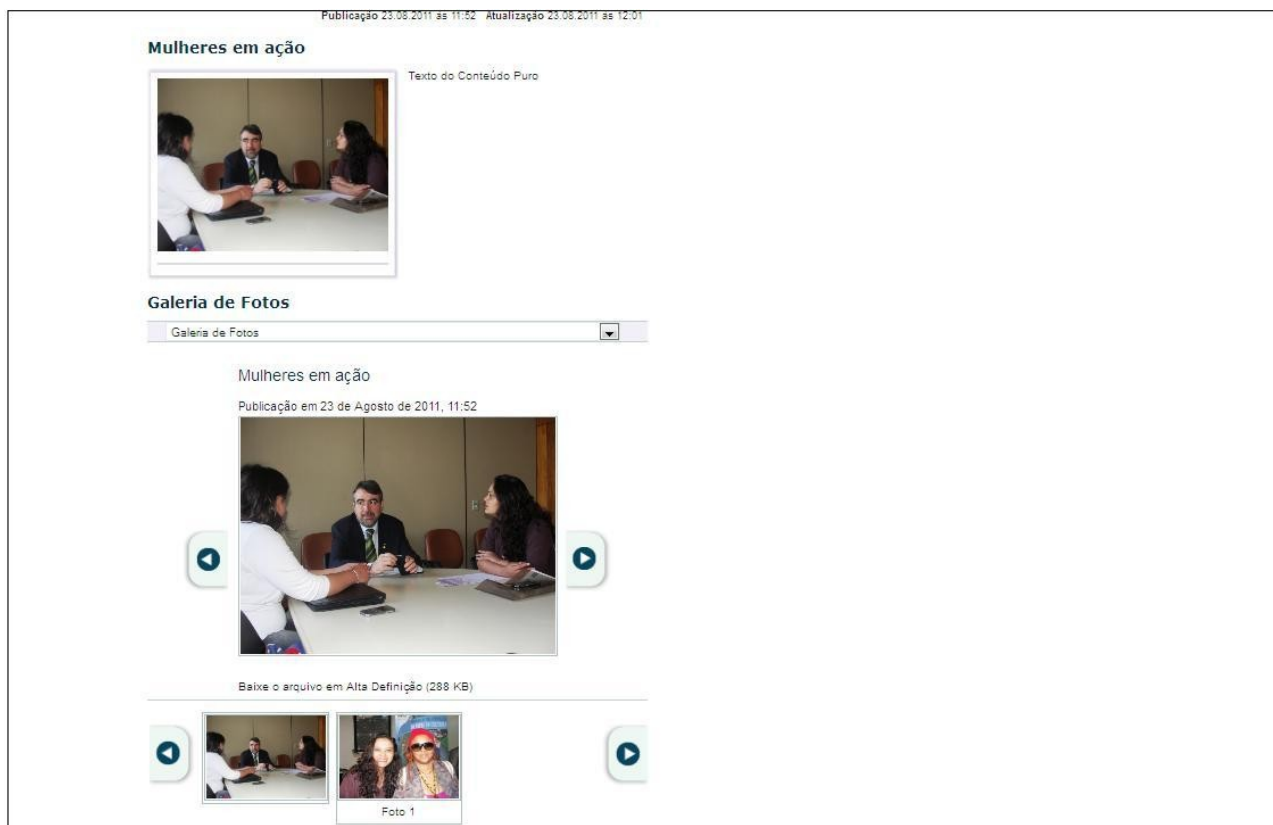 Publicação 23.08.2011 as 11:52 Atualização 23.08.2011 as 12:01
Mulheres em ação
Texto do Conteúdo Puro
Galeria de Fotos
Galeria de Fotos
Mulheres em ação
Publicação em 23 de Agosto de 2011, 11:52
Baixe o arquivo em Alta Definição (288 KB)
Foto 1